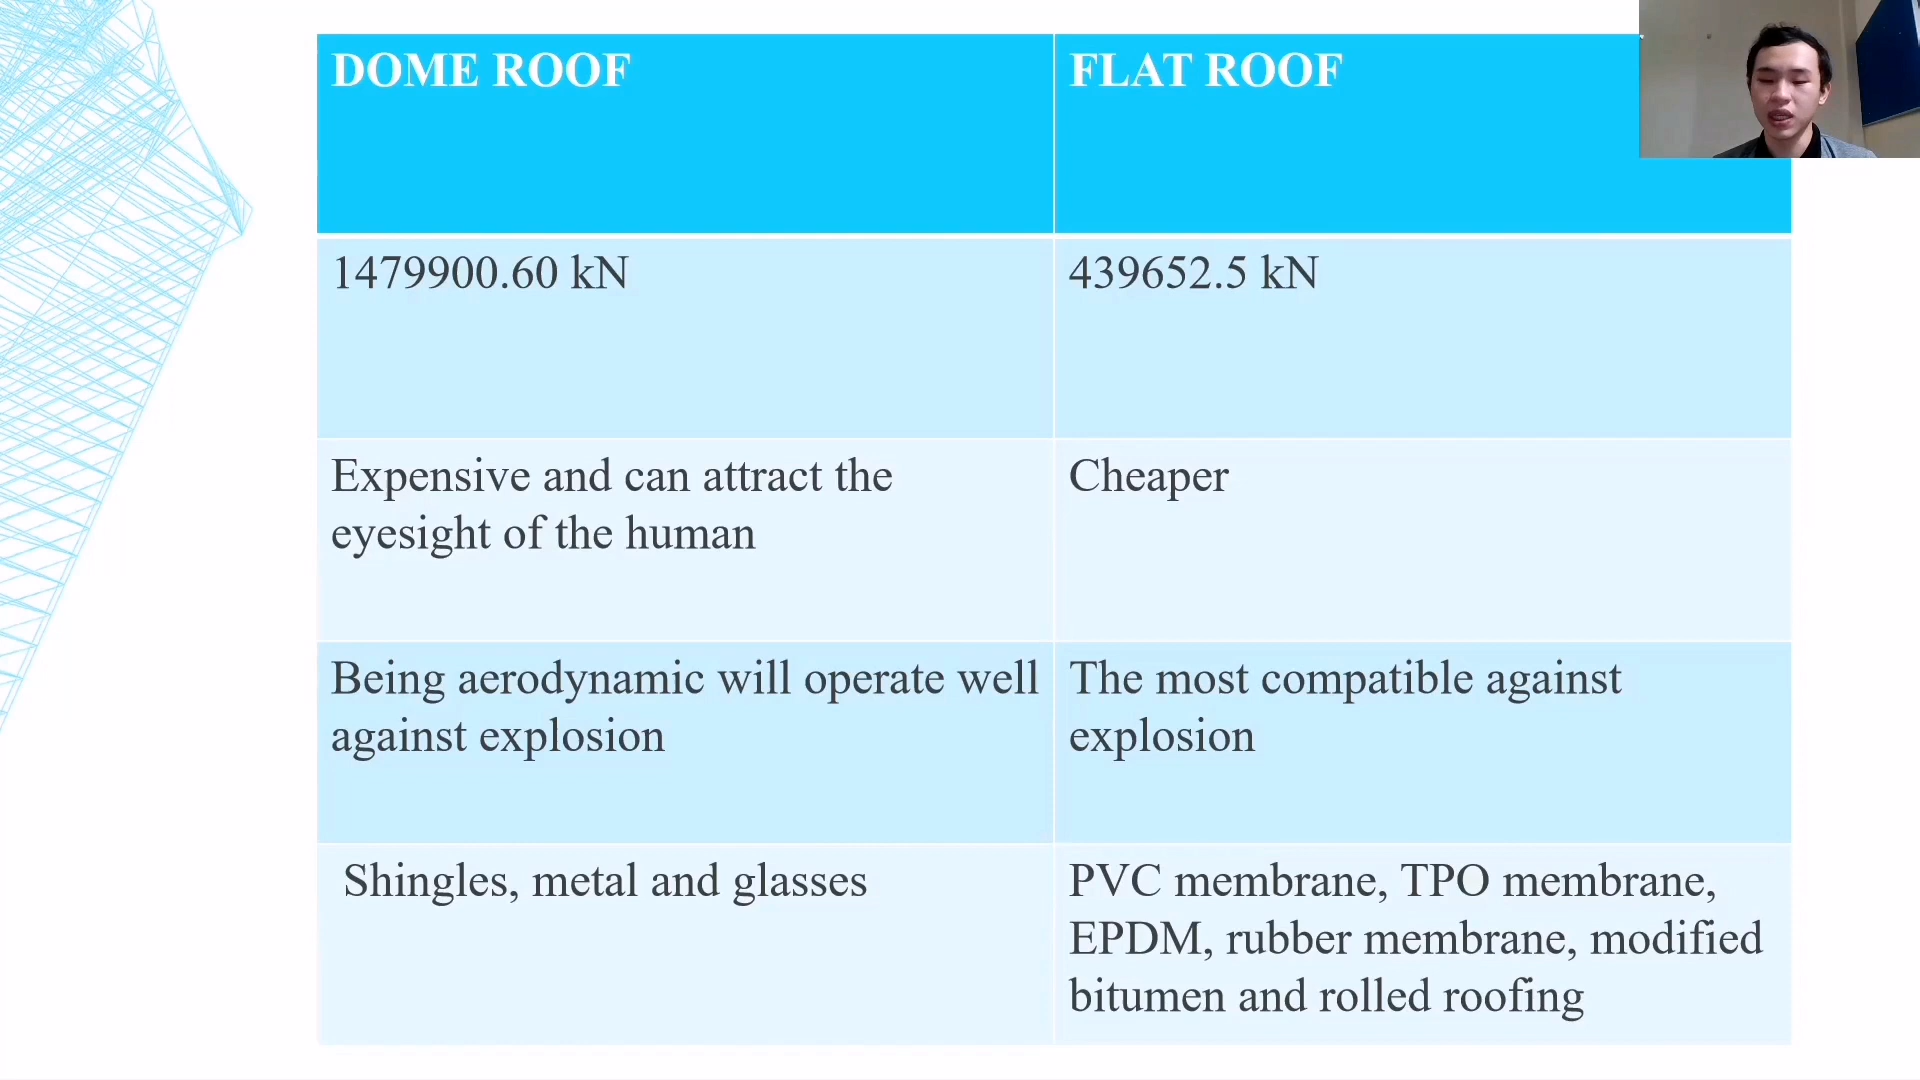 DOME ROOF
FLAT ROOF
1479900.60 kN
439652.5 kN
Expensive and can attract the
eyesight of the human
Cheaper
Being aerodynamic will operate well
against explosion
The most compatible against
explosion
Shingles, metal and glasses
PVC membrane, TPO membrane,
EPDM, rubber membrane, modified
bitumen and rolled roofing